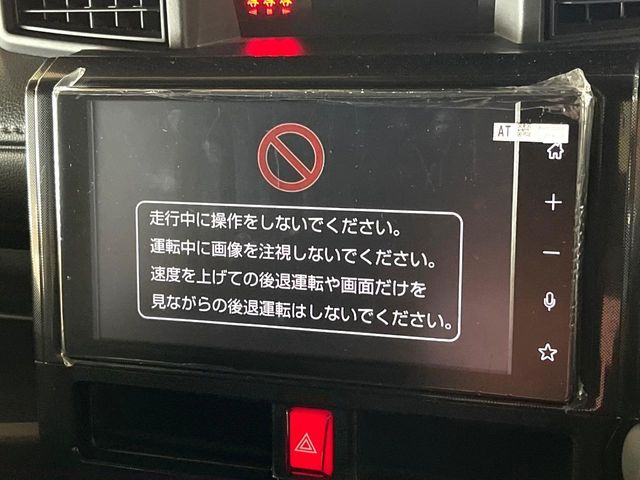 AT
走行中に操作をしないでください。
運転中に画像を注視しないでください。
速度を上げての後退運転や画面だけを
見ながらの後退運転はしないでください。